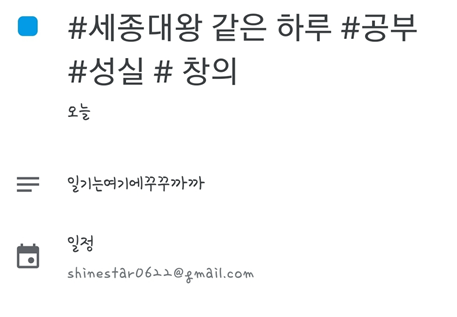 #세종대왕 같은 하루 #공부
#성실 # 창의
오늘
일기는여기에꾸꾸까까
일정
shinestar0622@gmail.com